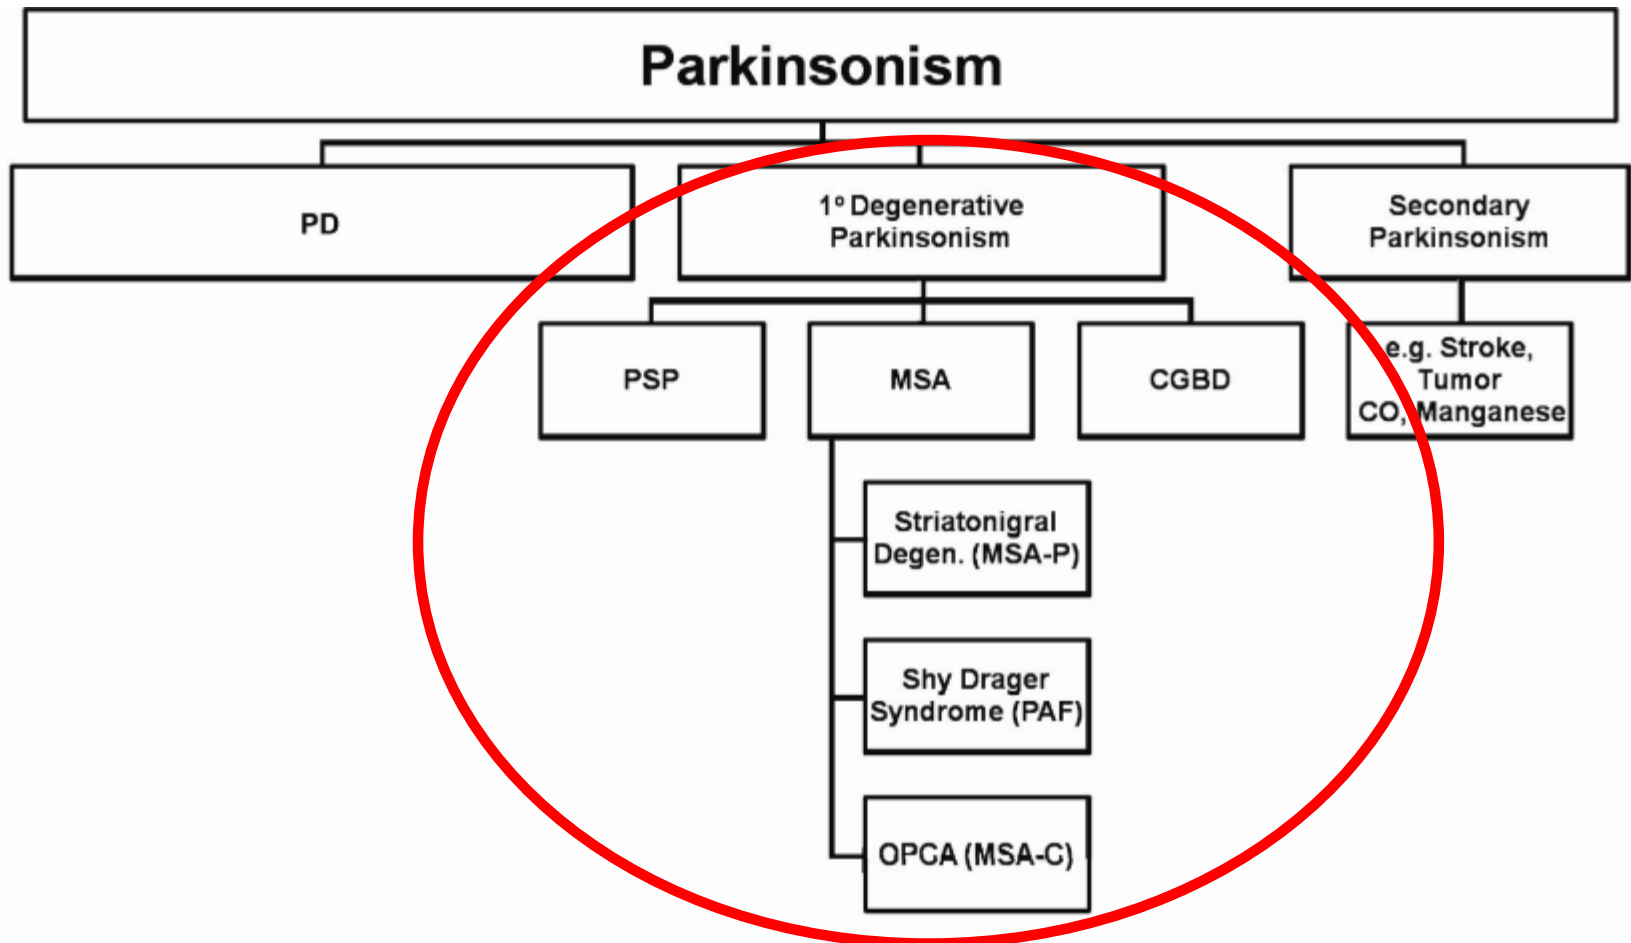 Parkinsonism
PD
1º Degenerative
Parkinsonism
Secondary
Parkinsonism
PSP
MSA
CGBD
e.g. Stroke,
Tumor
CO, Manganese
Striatonigral
Degen. (MSA-P)
Shy Drager
Syndrome (PAF)
OPCA (MSA-C)